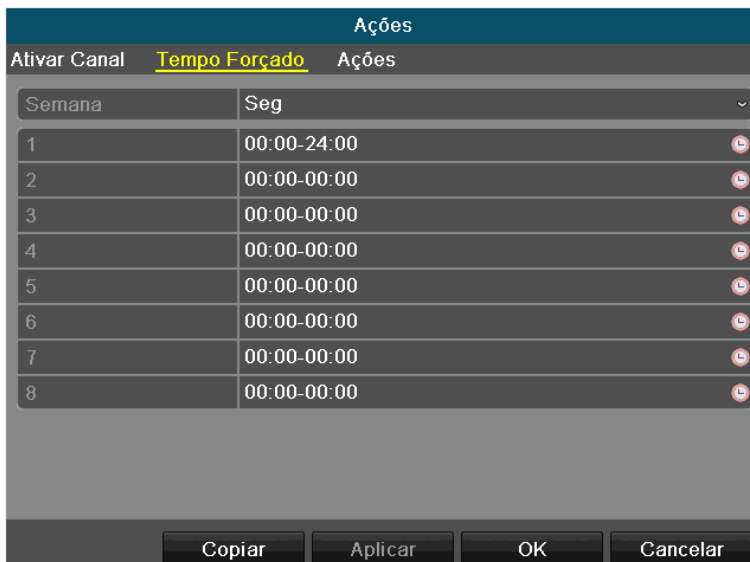 Ações
Ativar Canal Tempo Forçado Ações
Semana Seg
1 00:00-24:00
2 00:00-00:00
3 00:00-00:00
4 00:00-00:00
5 00:00-00:00
6 00:00-00:00
7 00:00-00:00
8 00:00-00:00
Copiar Aplicar OK Cancelar